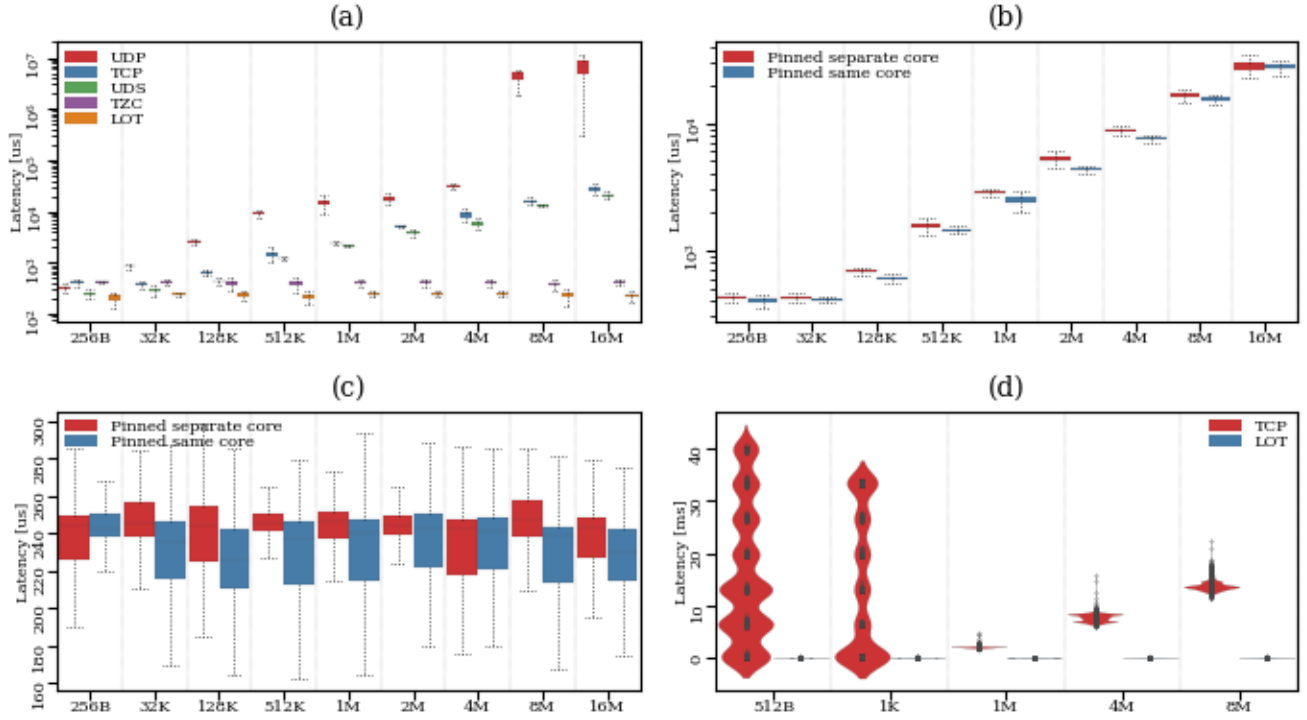 (a)
UDP
TCP
UDS
TZC
LOT
Latency [us]
10^7
10^6
10^5
10^4
10^3
10^2
256B 32K 128K 512K 1M 2M 4M 8M 16M
(b)
Pinned separate core
Pinned same core
Latency [us]
10^4
10^3
256B 32K 128K 512K 1M 2M 4M 8M 16M
(c)
Pinned separate core
Pinned same core
Latency [us]
300
280
260
240
220
200
180
160
256B 32K 128K 512K 1M 2M 4M 8M 16M
(d)
TCP
LOT
Latency [ms]
40
30
20
10
0
512B 1K 1M 4M 8M